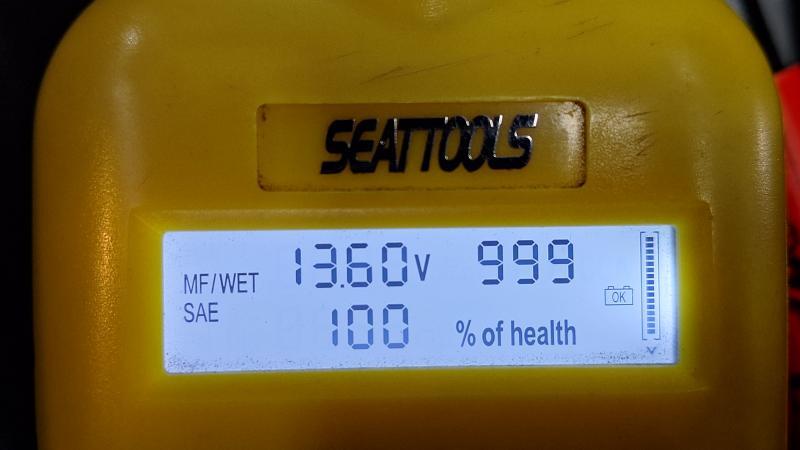 SEATTOOLS
MF/WET 13.60V 999
SAE 100 % of health
OK